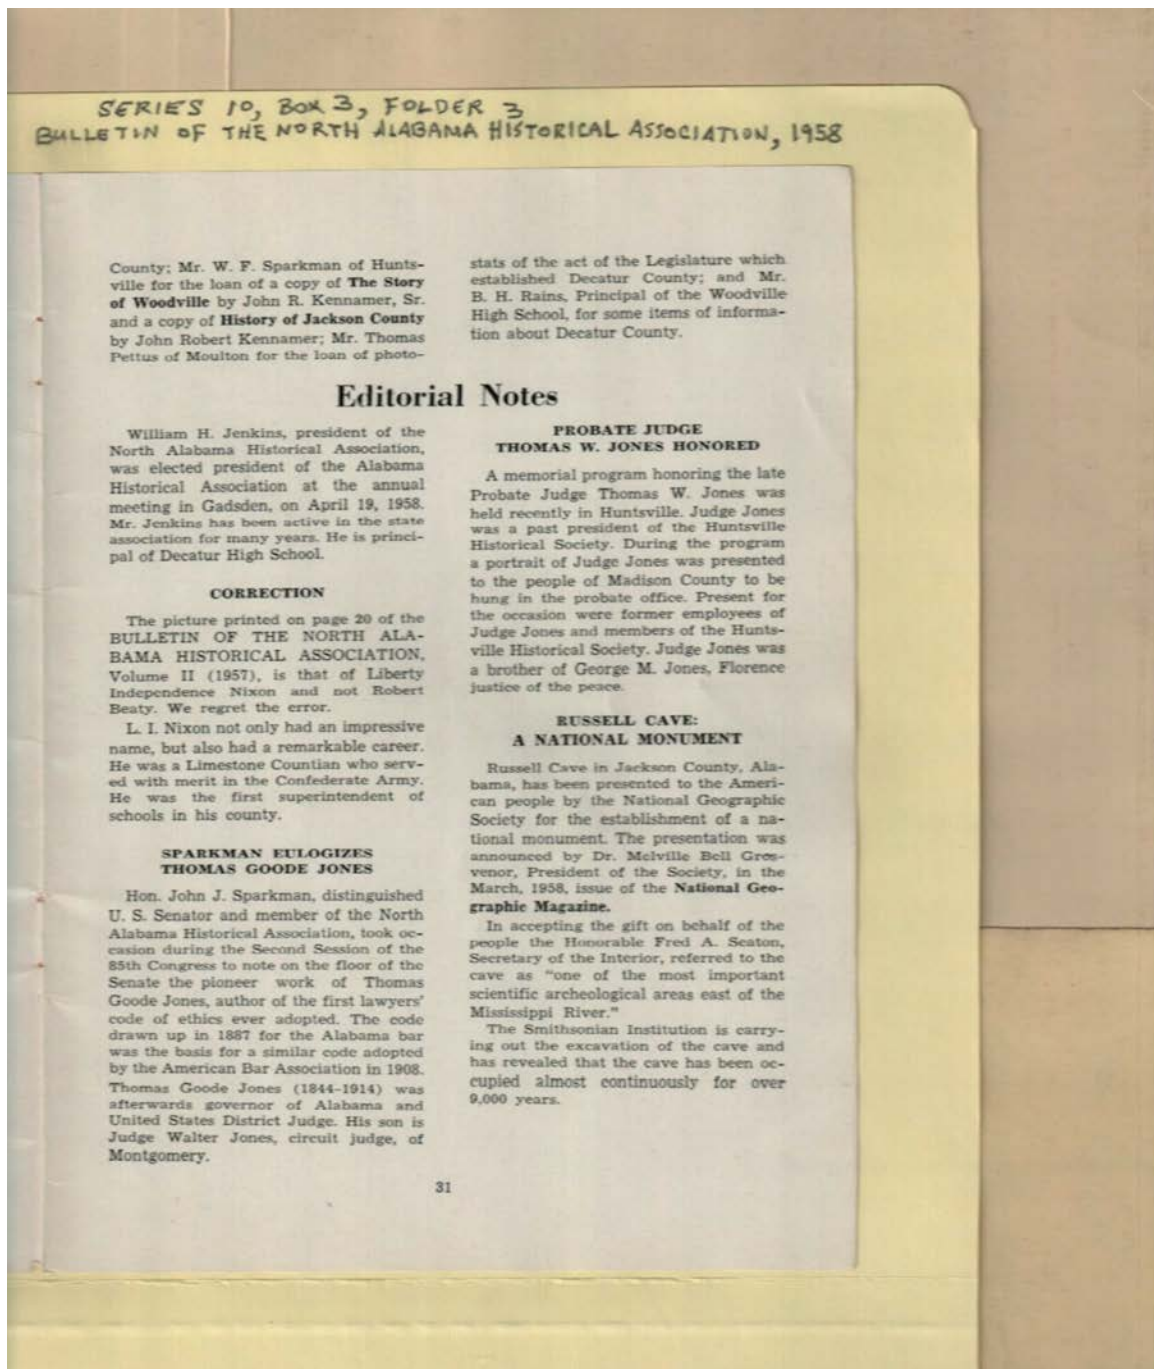 SERIES 10, BOX 3, FOLDER 3
BULLETIN OF THE NORTH ALABAMA HISTORICAL ASSOCIATION, 1958
County; Mr. W. F. Sparkman of Hunts-
ville for the loan of a copy of The Story
of Woodville by John R. Kennamer, Sr.
and a copy of History of Jackson County
by John Robert Kennamer; Mr. Thomas
Pettus of Moulton for the loan of photo-
stats of the act of the Legislature which
established Decatur County; and Mr.
B. H. Rains, Principal of the Woodville
High School, for some items of informa-
tion about Decatur County.
Editorial Notes
William H. Jenkins, president of the
North Alabama Historical Association,
was elected president of the Alabama
Historical Association at the annual
meeting in Gadsden, on April 19, 1958.
Mr. Jenkins has been active in the state
association for many years. He is princi-
pal of Decatur High School.
CORRECTION
The picture printed on page 20 of the
BULLETIN OF THE NORTH ALA-
BAMA HISTORICAL ASSOCIATION,
Volume II (1957), is that of Liberty
Independence Nixon and not Robert
Beaty. We regret the error.
L. I. Nixon not only had an impressive
name, but also had a remarkable career.
He was a Limestone Countian who serv-
ed with merit in the Confederate Army.
He was the first superintendent of
schools in his county.
SPARKMAN EULOGIZES
THOMAS GOODE JONES
Hon. John J. Sparkman, distinguished
U. S. Senator and member of the North
Alabama Historical Association, took oc-
casion during the Second Session of the
85th Congress to note on the floor of the
Senate the pioneer work of Thomas
Goode Jones, author of the first lawyers'
code of ethics ever adopted. The code
drawn up in 1887 for the Alabama bar
was the basis for a similar code adopted
by the American Bar Association in 1908.
Thomas Goode Jones (1844-1914) was
afterwards governor of Alabama and
United States District Judge. His son is
Judge Walter Jones, circuit judge, of
Montgomery.
PROBATE JUDGE
THOMAS W. JONES HONORED
A memorial program honoring the late
Probate Judge Thomas W. Jones was
held recently in Huntsville. Judge Jones
was a past president of the Huntsville
Historical Society. During the program
a portrait of Judge Jones was presented
to the people of Madison County to be
hung in the probate office. Present for
the occasion were former employees of
Judge Jones and members of the Hunts-
ville Historical Society. Judge Jones was
a brother of George M. Jones, Florence
justice of the peace.
RUSSELL CAVE:
A NATIONAL MONUMENT
Russell Cave in Jackson County, Ala-
bama, has been presented to the Ameri-
can people by the National Geographic
Society for the establishment of a na-
tional monument. The presentation was
announced by Dr. Melville Bell Gros-
venor, President of the Society, in the
March, 1958, issue of the National Geo-
graphic Magazine.
In accepting the gift on behalf of the
people the Honorable Fred A. Seaton,
Secretary of the Interior, referred to the
cave as "one of the most important
scientific archeological areas east of the
Mississippi River."
The Smithsonian Institution is carry-
ing out the excavation of the cave and
has revealed that the cave has been oc-
cupied almost continuously for over
9,000 years.
31